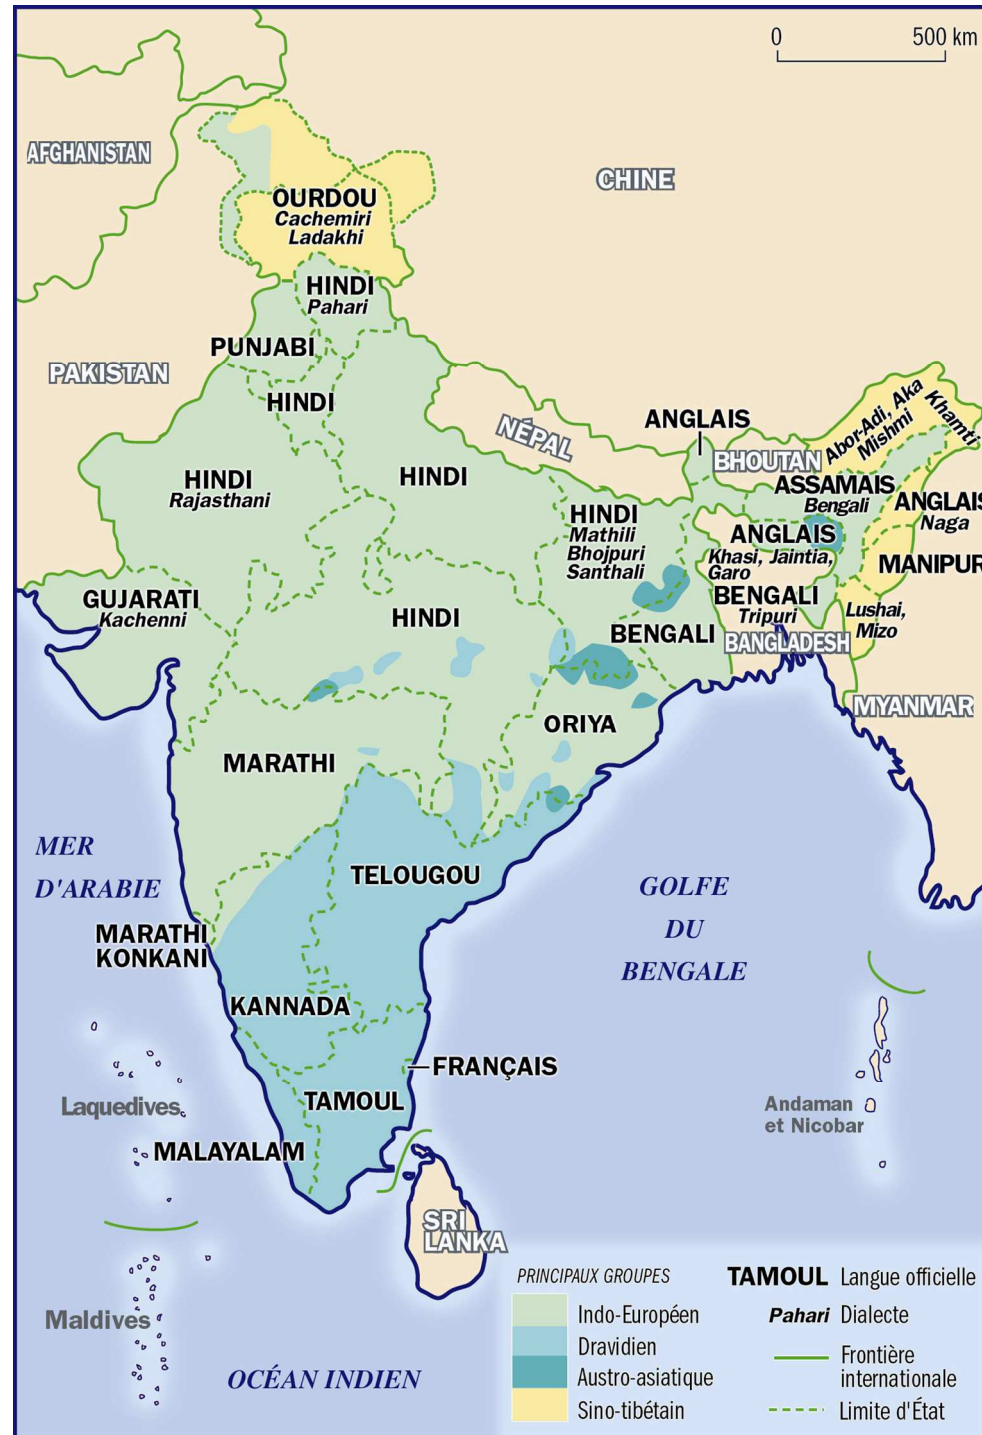 0 500 km
AFGHANISTAN
CHINE
OURDOU
Cachemiri
Ladakhi
HINDI
Pahari
PUNJABI
PAKISTAN
HINDI
NÉPAL
ANGLAIS
BHOUTAN
Abor-Adi, Aka
Mishmi
Khamti
HINDI
Rajasthani
HINDI
HINDI
Mathili
Bhojpuri
Santhali
ASSAMAIS
Bengali
ANGLAIS
Naga
ANGLAIS
Khasi, Jaintia,
Garo
MANIPUR
GUJARATI
Kachenni
HINDI
BENGALI
BENGALI
Tripuri
BANGLADESH
Lushai,
Mizo
MYANMAR
ORIYA
MARATHI
MER
D'ARABIE
TELOUGOU
GOLFE
DU
BENGALE
MARATHI
KONKANI
KANNADA
FRANÇAIS
TAMOUL
Laquedives
MALAYALAM
Andaman
et Nicobar
SRI
LANKA
Maldives
OCÉAN INDIEN
PRINCIPAUX GROUPES
Indo-Européen
Dravidien
Austro-asiatique
Sino-tibétain
TAMOUL Langue officielle
Pahari Dialecte
Frontière
internationale
Limite d'État